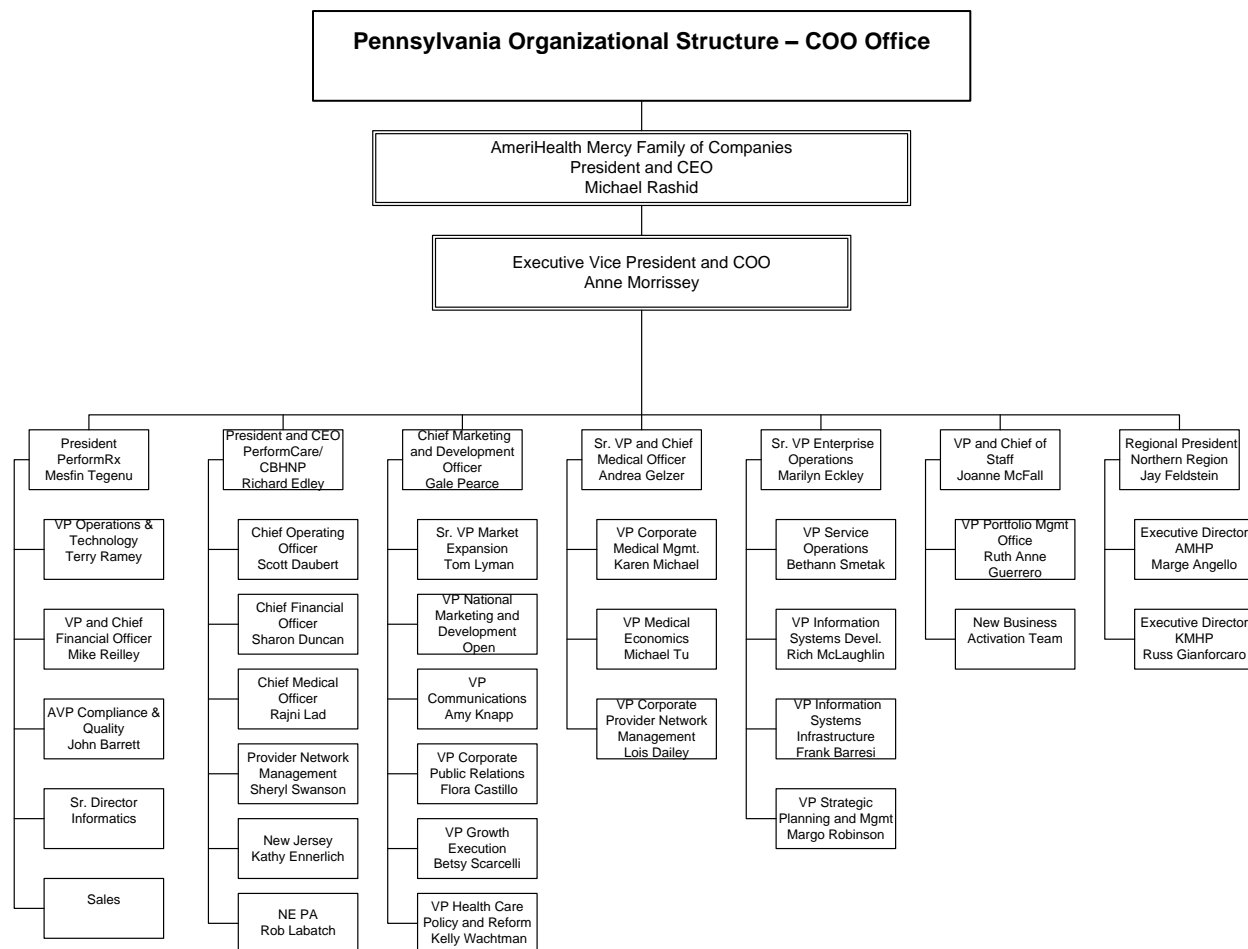 Pennsylvania Organizational Structure – COO Office
AmeriHealth Mercy Family of Companies
President and CEO
Michael Rashid
Executive Vice President and COO
Anne Morrissey
President
PerformRx
Mesfin Tegenu
VP Operations &
Technology
Terry Ramey
VP and Chief
Financial Officer
Mike Reilley
AVP Compliance &
Quality
John Barrett
Sr. Director
Informatics
Sales
President and CEO
PerformCare/
CBHNP
Richard Edley
Chief Operating
Officer
Scott Daubert
Chief Financial
Officer
Sharon Duncan
Chief Medical
Officer
Rajni Lad
Provider Network
Management
Sheryl Swanson
New Jersey
Kathy Ennerlich
NE PA
Rob Labatch
Chief Marketing
and Development
Officer
Gale Pearce
Sr. VP Market
Expansion
Tom Lyman
VP National
Marketing and
Development
Open
VP
Communications
Amy Knapp
VP Corporate
Public Relations
Flora Castillo
VP Growth
Execution
Betsy Scarcelli
VP Health Care
Policy and Reform
Kelly Wachtman
Sr. VP and Chief
Medical Officer
Andrea Gelzer
VP Corporate
Medical Mgmt.
Karen Michael
VP Medical
Economics
Michael Tu
VP Corporate
Provider Network
Management
Lois Dailey
Sr. VP Enterprise
Operations
Marilyn Eckley
VP Service
Operations
Bethann Smetak
VP Information
Systems Devel.
Rich McLaughlin
VP Information
Systems
Infrastructure
Frank Barresi
VP Strategic
Planning and Mgmt
Margo Robinson
VP and Chief of
Staff
Joanne McFall
VP Portfolio Mgmt
Office
Ruth Anne
Guerrero
New Business
Activation Team
Regional President
Northern Region
Jay Feldstein
Executive Director
AMHP
Marge Angello
Executive Director
KMHP
Russ Gianforcaro